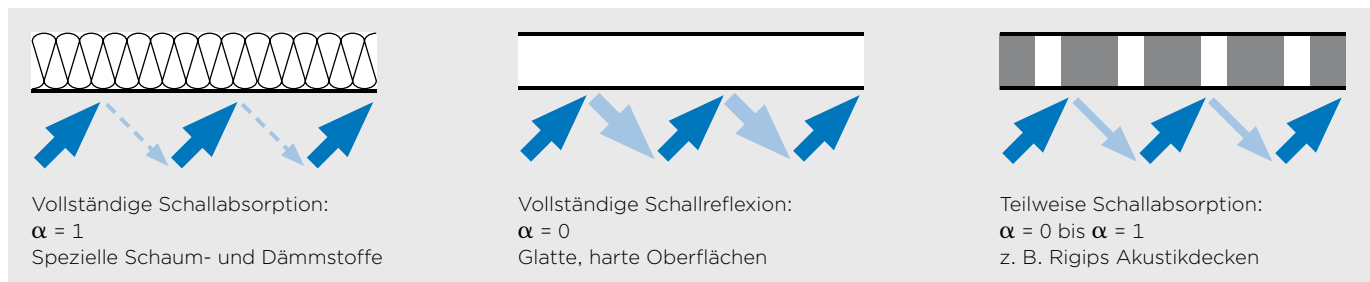 Vollständige Schallabsorption:
α = 1
Spezielle Schaum- und Dämmstoffe
Vollständige Schallreflexion:
α = 0
Glatte, harte Oberflächen
Teilweise Schallabsorption:
α = 0 bis α = 1
z. B. Rigips Akustikdecken